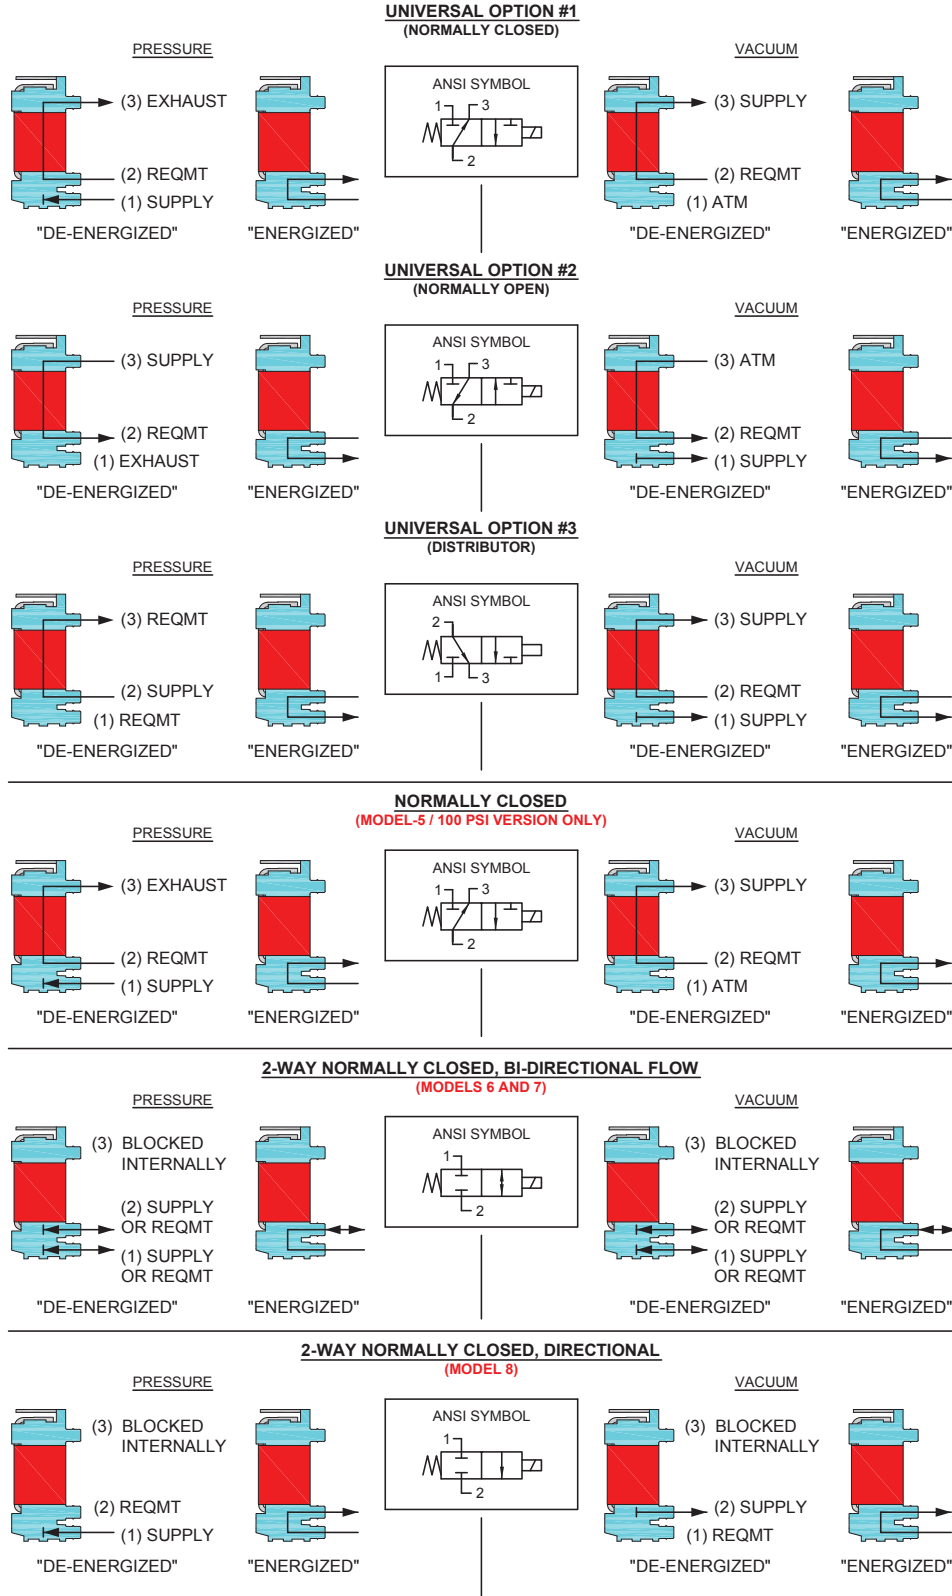 UNIVERSAL OPTION #1
(NORMALLY CLOSED)
PRESSURE
VACUUM
ANSI SYMBOL
1
3
2
(3) EXHAUST
(2) REQMT
(1) SUPPLY
"DE-ENERGIZED"
"ENERGIZED"
(3) SUPPLY
(2) REQMT
(1) ATM
"DE-ENERGIZED"
"ENERGIZED"
UNIVERSAL OPTION #2
(NORMALLY OPEN)
PRESSURE
VACUUM
ANSI SYMBOL
1
3
2
(3) SUPPLY
(2) REQMT
(1) EXHAUST
"DE-ENERGIZED"
"ENERGIZED"
(3) ATM
(2) REQMT
(1) SUPPLY
"DE-ENERGIZED"
"ENERGIZED"
UNIVERSAL OPTION #3
(DISTRIBUTOR)
PRESSURE
VACUUM
ANSI SYMBOL
2
1
3
(3) REQMT
(2) SUPPLY
(1) REQMT
"DE-ENERGIZED"
"ENERGIZED"
(3) SUPPLY
(2) REQMT
(1) SUPPLY
"DE-ENERGIZED"
"ENERGIZED"
NORMALLY CLOSED
(MODEL-5 / 100 PSI VERSION ONLY)
PRESSURE
VACUUM
ANSI SYMBOL
1
3
2
(3) EXHAUST
(2) REQMT
(1) SUPPLY
"DE-ENERGIZED"
"ENERGIZED"
(3) SUPPLY
(2) REQMT
(1) ATM
"DE-ENERGIZED"
"ENERGIZED"
2-WAY NORMALLY CLOSED, BI-DIRECTIONAL FLOW
(MODELS 6 AND 7)
PRESSURE
VACUUM
ANSI SYMBOL
1
2
(3) BLOCKED
INTERNALLY
(2) SUPPLY
OR REQMT
(1) SUPPLY
OR REQMT
"DE-ENERGIZED"
"ENERGIZED"
(3) BLOCKED
INTERNALLY
(2) SUPPLY
OR REQMT
(1) SUPPLY
OR REQMT
"DE-ENERGIZED"
"ENERGIZED"
2-WAY NORMALLY CLOSED, DIRECTIONAL
(MODEL 8)
PRESSURE
VACUUM
ANSI SYMBOL
1
2
(3) BLOCKED
INTERNALLY
(2) REQMT
(1) SUPPLY
"DE-ENERGIZED"
"ENERGIZED"
(3) BLOCKED
INTERNALLY
(2) SUPPLY
(1) REQMT
"DE-ENERGIZED"
"ENERGIZED"